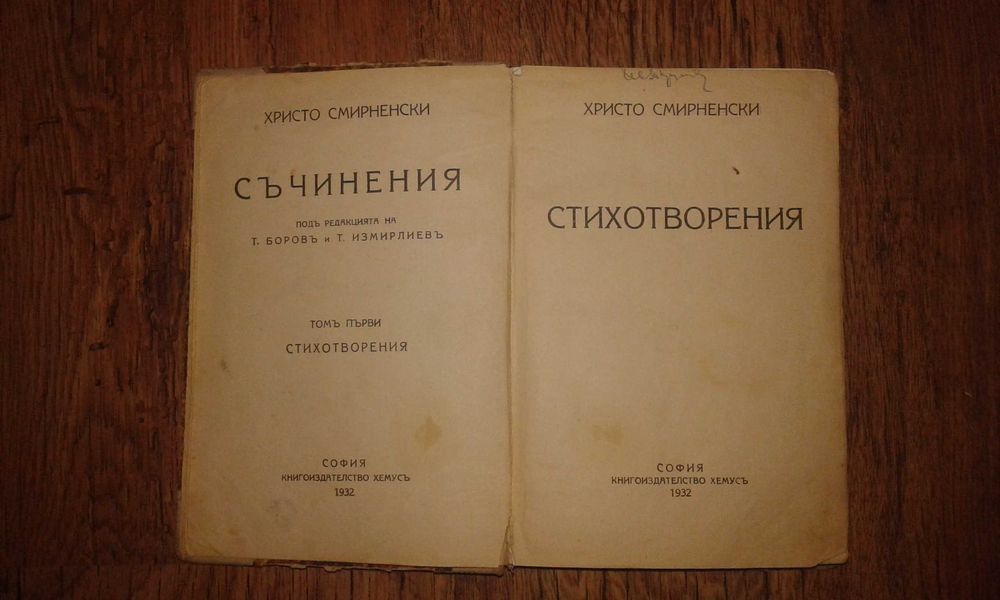 ХРИСТО СМИРНЕНСКИ
СЪЧИНЕНИЯ
ПОДЪ РЕДАКЦИЯТА НА
Т. БОРОВЪ и Т. ИЗМИРЛИЕВЪ
ТОМЪ ПЪРВИ
СТИХОТВОРЕНИЯ
СОФИЯ
КНИГОИЗДАТЕЛСТВО ХЕМУСЪ
1932
ХРИСТО СМИРНЕНСКИ
СТИХОТВОРЕНИЯ
СОФИЯ
КНИГОИЗДАТЕЛСТВО ХЕМУСЪ
1932